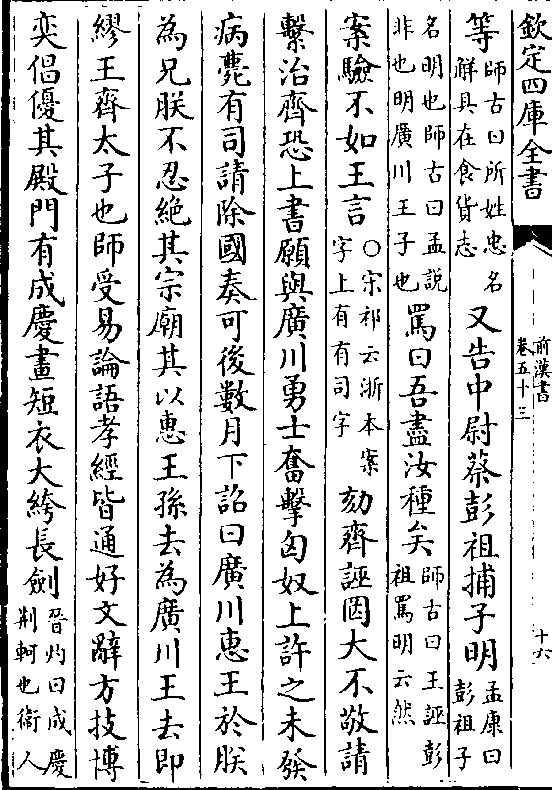 欽定四庫全書
前漢書
卷五十三
十六
等師古曰所姓忠名
觧具在食貨志又告中尉蔡彭祖捕子明孟康曰
彭祖子
名明也師古曰孟說
非也明廣川王子也罵曰吾盡汝種矣師古曰王誣彭
祖罵明云然
案驗不如王言○宋祁云浙本案
字上有有司字劾齊誣罔大不敬請
繫治齊恐上書願與廣川勇士奮擊匈奴上許之未發
病薨有司請除國奏可後數月下詔曰廣川惠王於朕
為兄朕不忍絶其宗廟其以惠王孫去為廣川王去即
繆王齊太子也師受易論語孝經皆通好文辭方技博
奕倡優其殿門有成慶畫短衣大絝長劍晉灼曰成慶
荆軻也衞人